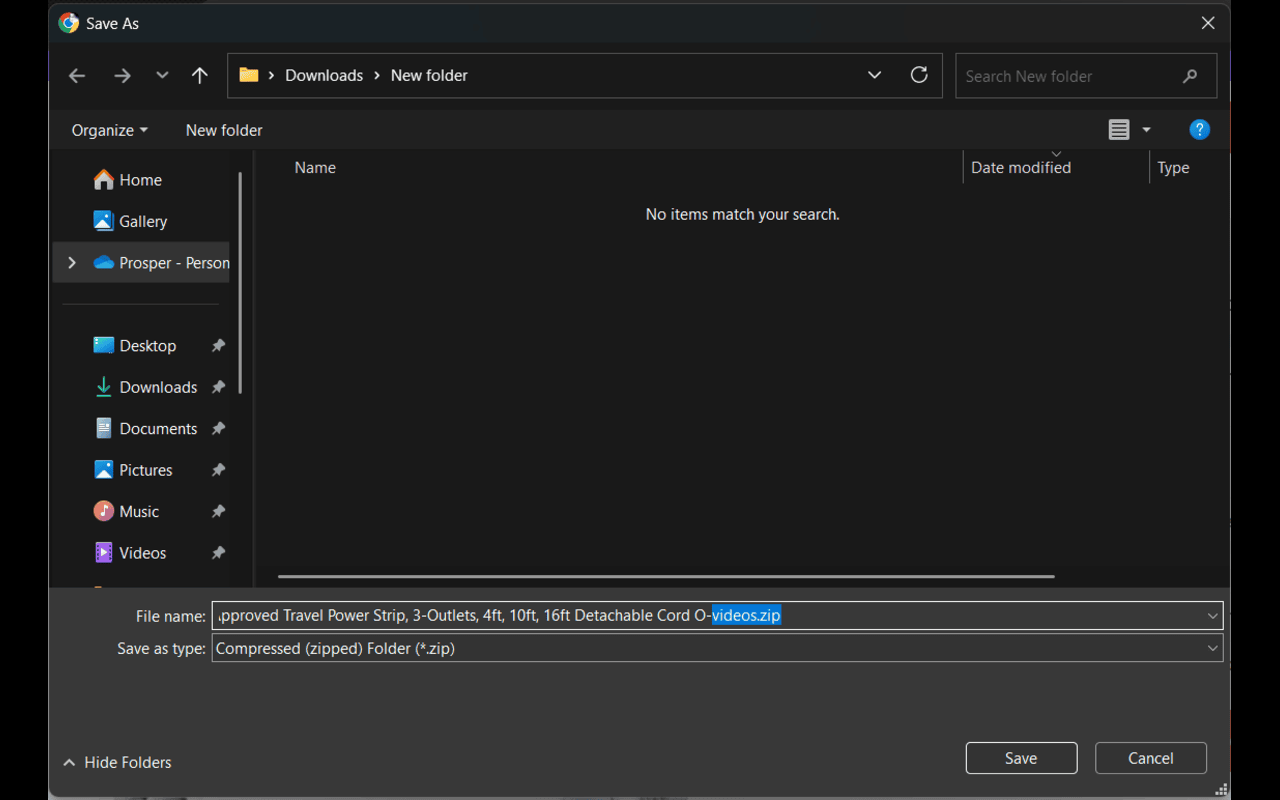 Save As
Downloads > New folder
Search New folder
Organize
New folder
?
Home
Gallery
Prosper - Person
Desktop
Downloads
Documents
Pictures
Music
Videos
Name
Date modified
Type
No items match your search.
File name: pproved Travel Power Strip, 3-Outlets, 4ft, 10ft, 16ft Detachable Cord O-videos.zip
Save as type: Compressed (zipped) Folder (*.zip)
Hide Folders
Save
Cancel